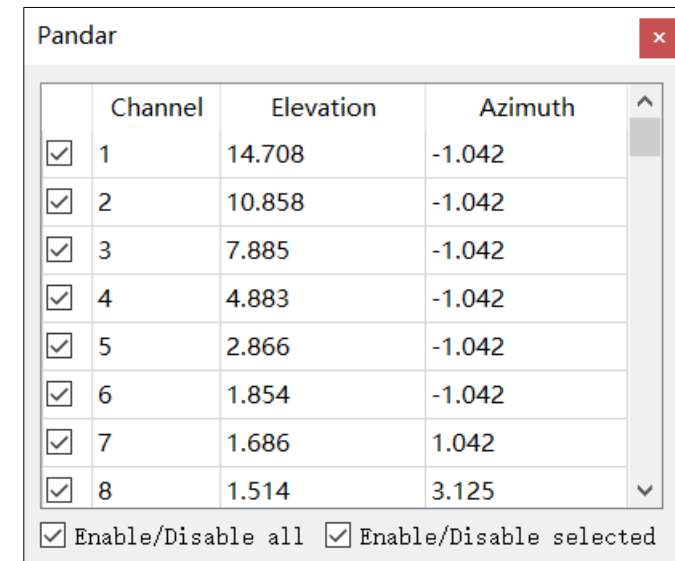 Pandar
Channel Elevation Azimuth
1 14.708 -1.042
2 10.858 -1.042
3 7.885 -1.042
4 4.883 -1.042
5 2.866 -1.042
6 1.854 -1.042
7 1.686 1.042
8 1.514 3.125
Enable/Disable all Enable/Disable selected